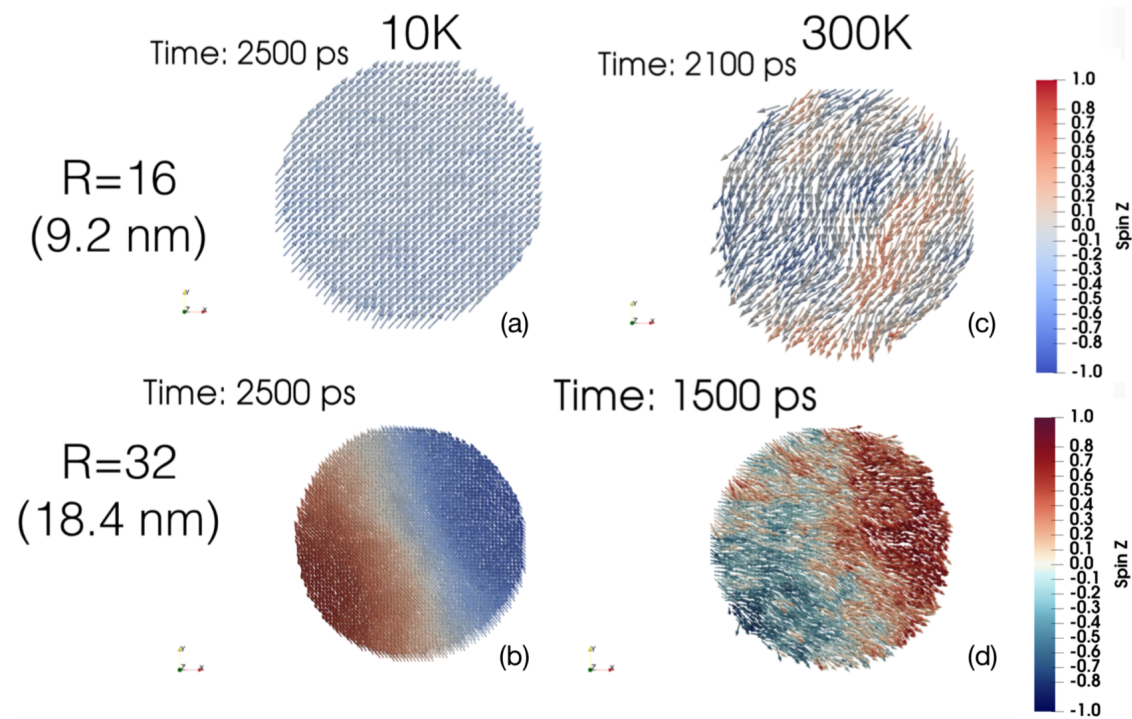 10K
300K
Time: 2500 ps
Time: 2100 ps
R=16
(9.2 nm)
(a)
(c)
1.0
0.8
0.7
0.6
0.5
0.4
0.3
0.2
0.1
0.0
-0.1
-0.2
-0.3
-0.4
-0.5
-0.6
-0.7
-0.8
-1.0
Spin Z
Y
Z X
Y
Z X
Time: 2500 ps
Time: 1500 ps
R=32
(18.4 nm)
(b)
(d)
1.0
0.8
0.7
0.6
0.5
0.4
0.3
0.2
0.1
0.0
-0.1
-0.2
-0.3
-0.4
-0.5
-0.6
-0.7
-0.8
-1.0
Spin Z
Y
Z X
Y
Z X